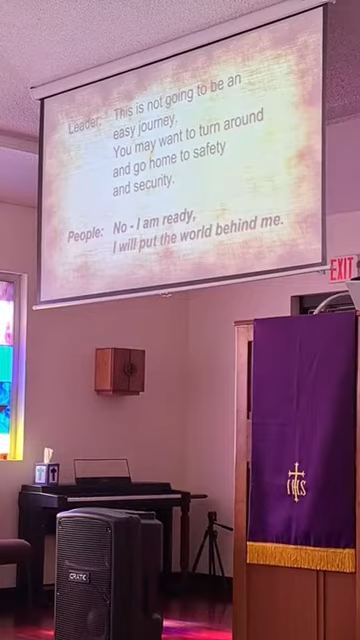 Leader: This is not going to be an
easy journey.
You may want to turn around
and go home to safety
and security.
People: No - I am ready,
I will put the world behind me.
EXIT
IHS
CRATE